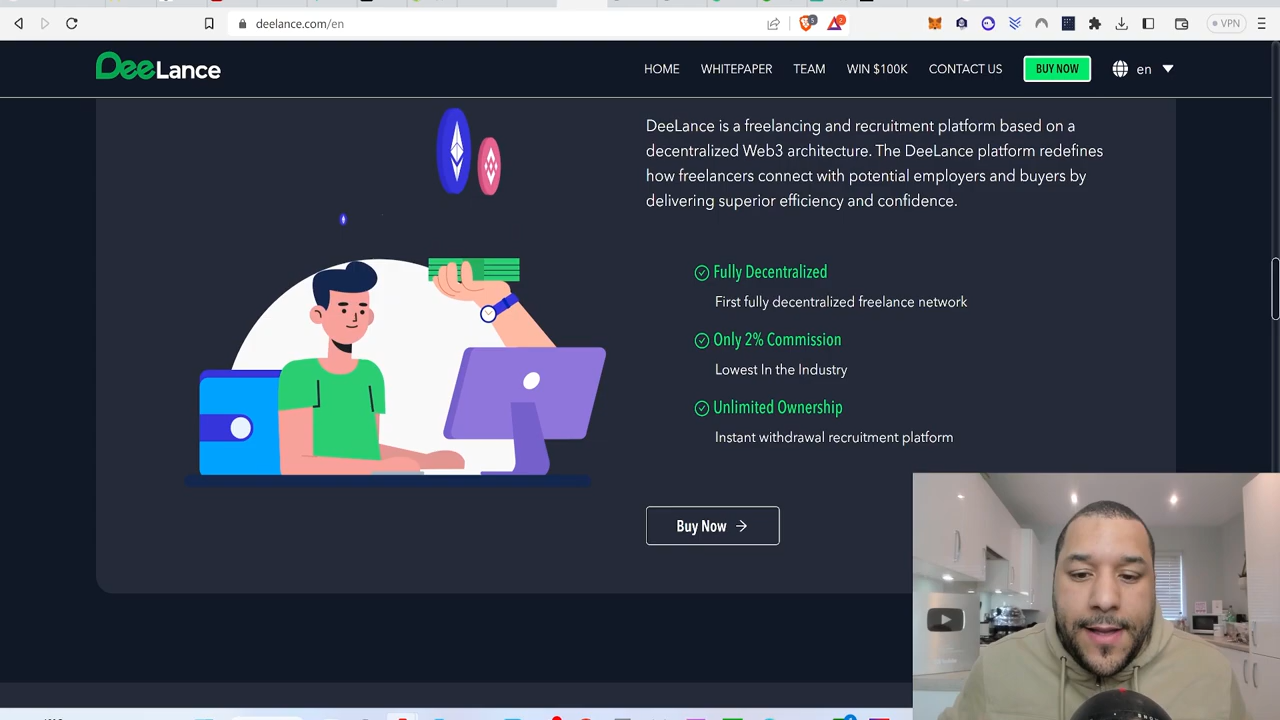 deelance.com/en
VPN
DeeLance
HOME WHITEPAPER TEAM WIN $100K CONTACT US BUY NOW en
DeeLance is a freelancing and recruitment platform based on a
decentralized Web3 architecture. The DeeLance platform redefines
how freelancers connect with potential employers and buyers by
delivering superior efficiency and confidence.
Fully Decentralized
First fully decentralized freelance network
Only 2% Commission
Lowest In the Industry
Unlimited Ownership
Instant withdrawal recruitment platform
Buy Now